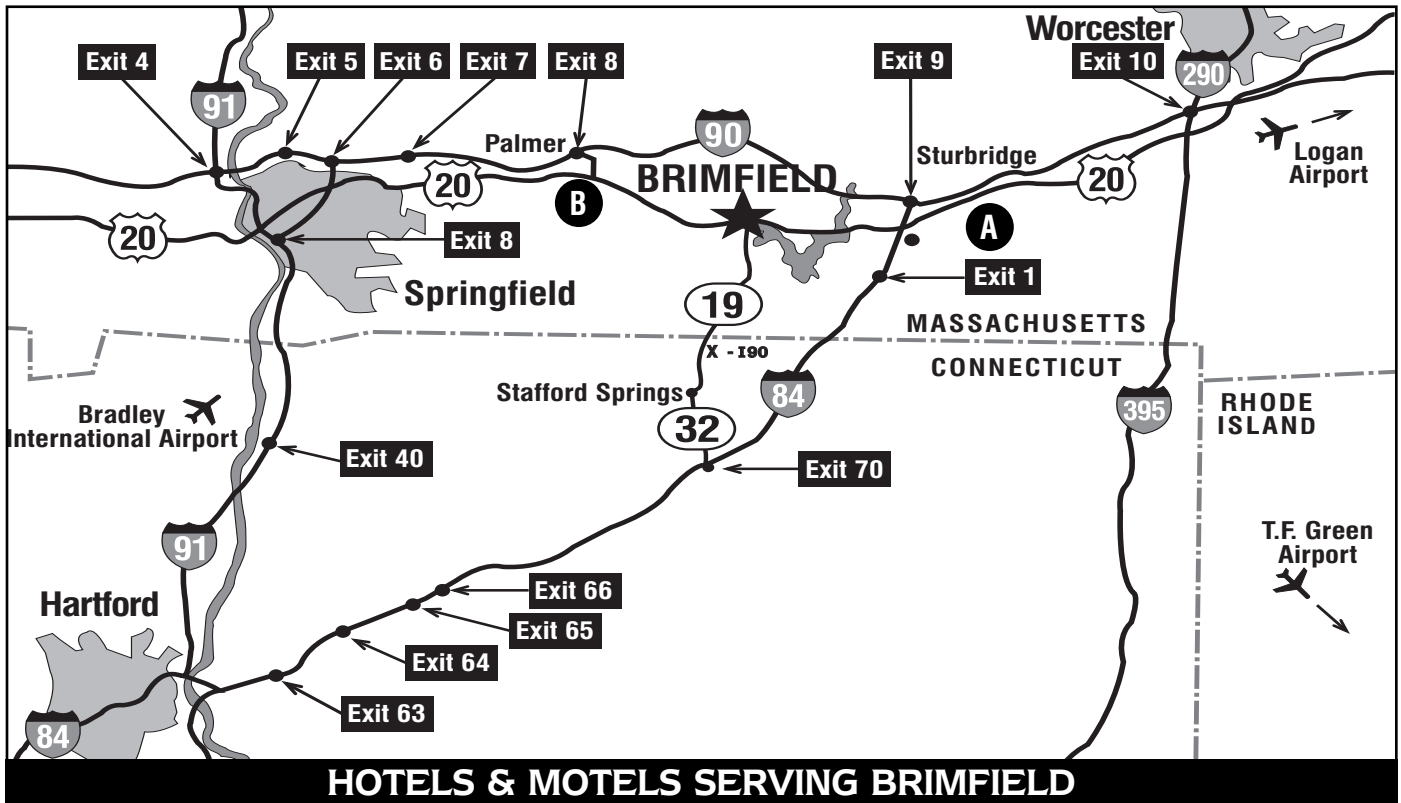 Worcester
Exit 4
Exit 5
Exit 6
Exit 7
Exit 8
Exit 9
Exit 10
290
91
90
Palmer
Sturbridge
Logan
Airport
BRIMFIELD
20
20
B
A
20
Exit 8
Exit 1
Springfield
19
MASSACHUSETTS
X - I90
CONNECTICUT
Stafford Springs
84
395
RHODE
ISLAND
Bradley
International Airport
32
Exit 40
Exit 70
91
T.F. Green
Airport
Hartford
Exit 66
Exit 65
Exit 64
Exit 63
84
HOTELS & MOTELS SERVING BRIMFIELD